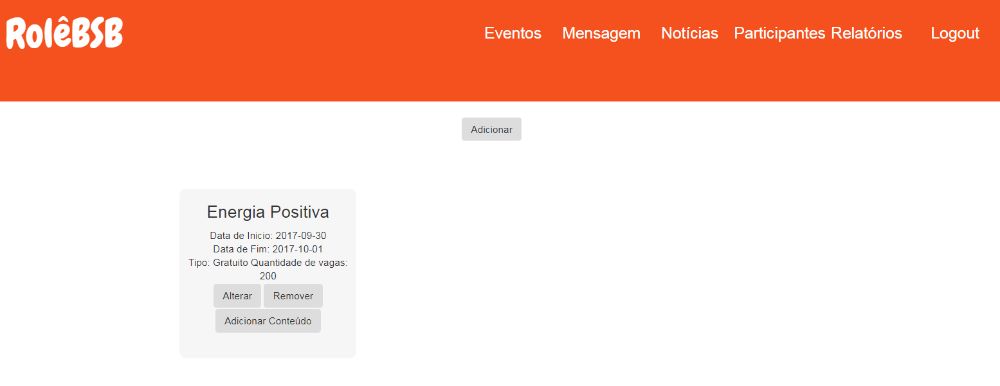 RolêBSB
Eventos Mensagem Notícias Participantes Relatórios Logout
Adicionar
Energia Positiva
Data de Inicio: 2017-09-30
Data de Fim: 2017-10-01
Tipo: Gratuito Quantidade de vagas:
200
Alterar Remover
Adicionar Conteúdo